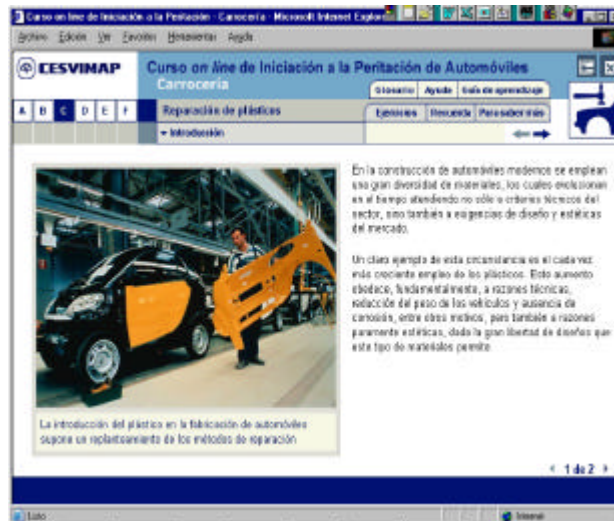 Curso on line de Iniciación a la Peritación - Carrocería - Microsoft Internet Explor
Archivo Edición Ver Favoritos Herramientas Ayuda
CESVIMAP
Curso on line de Iniciación a la Peritación de Automóviles
Carrocería
Glosario Ayuda Guía de aprendizaje
A B C D E F
Reparación de plásticos
Ejercicios Recuerda Para saber más
Introducción
En la construcción de automóviles modernos se emplean
una gran diversidad de materiales, los cuales evolucionan
en el tiempo atendiendo no sólo a criterios técnicos del
sector, sino también a exigencias de diseño y estéticas
del mercado.
Un claro ejemplo de esta circunstancia es el cada vez
más creciente empleo de los plásticos. Este aumento
obedece, fundamentalmente, a razones técnicas,
reducción del peso de los vehículos y ausencia de
corrosión, entre otros motivos, pero también a razones
puramente estéticas, dada la gran libertad de diseños que
este tipo de materiales permite
La introducción del plástico en la fabricación de automóviles
supone un replanteamiento de los métodos de reparación
1 de 2
Listo
Internet